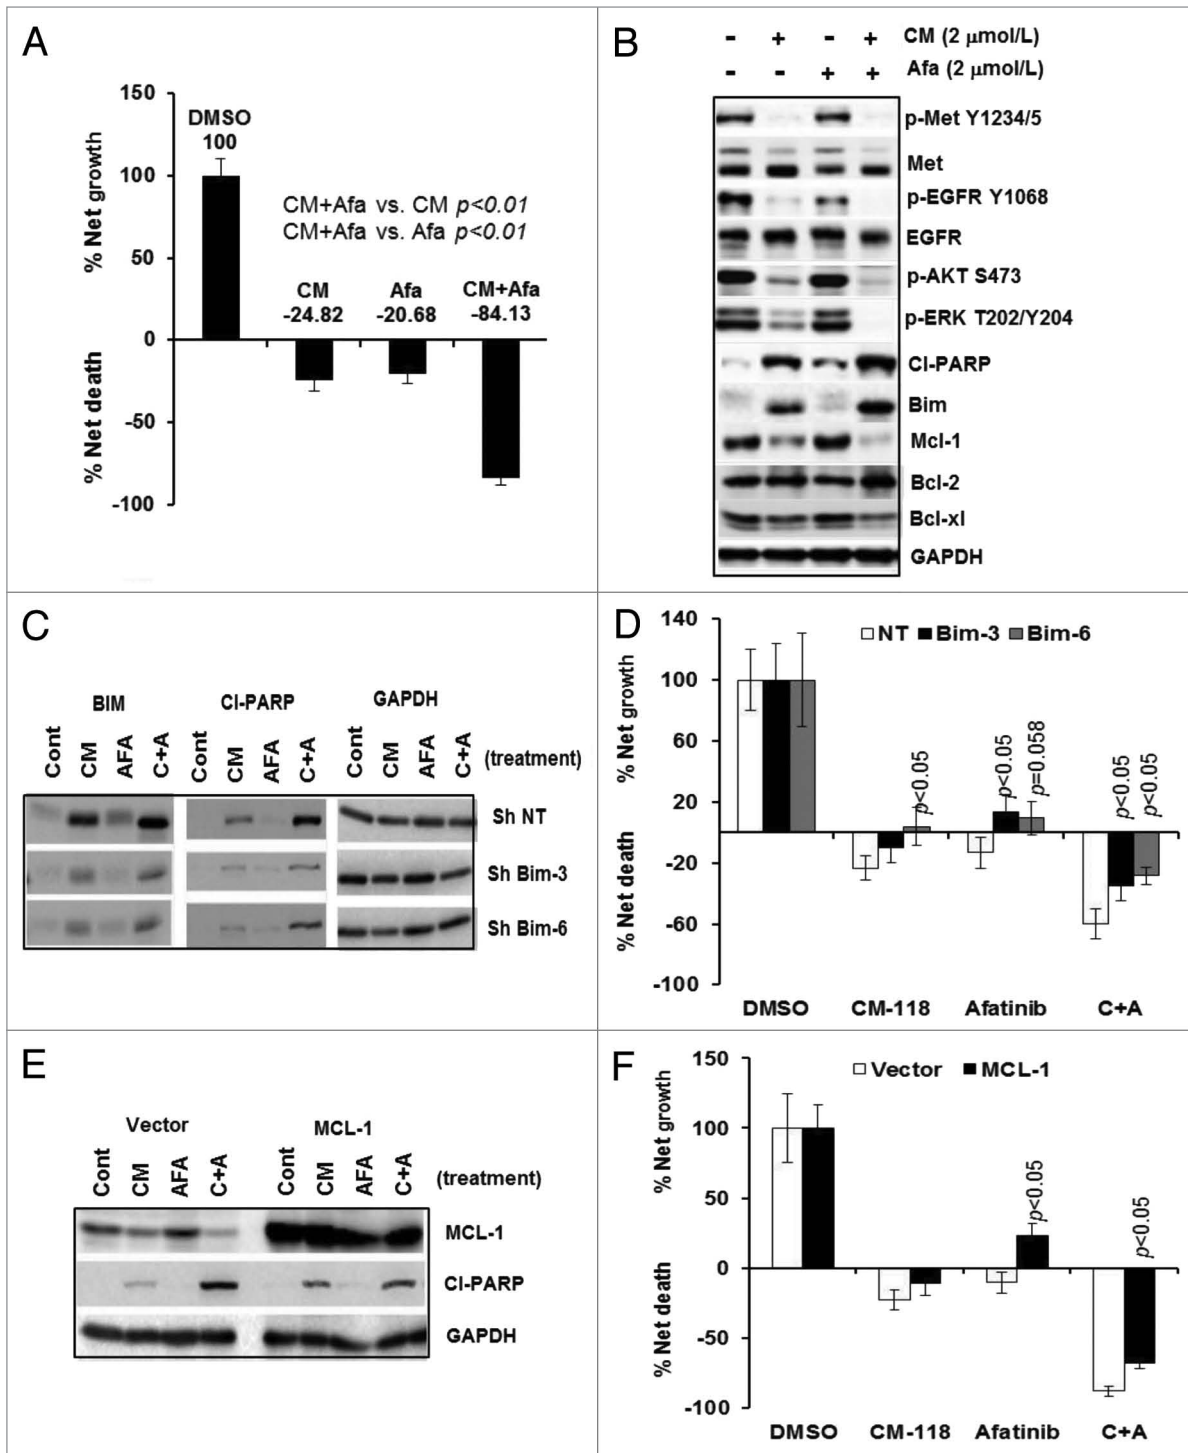 A
150
100
50
0
-50
-100
% Net growth
% Net death
DMSO
100
CM+Afa vs. CM p<0.01
CM+Afa vs. Afa p<0.01
CM
-24.82
Afa
-20.68
CM+Afa
-84.13
B
- + - + CM (2 μmol/L)
- - + + Afa (2 μmol/L)
p-Met Y1234/5
Met
p-EGFR Y1068
EGFR
p-AKT S473
p-ERK T202/Y204
Cl-PARP
Bim
Mcl-1
Bcl-2
Bcl-xl
GAPDH
C
BIM Cl-PARP GAPDH
Cont CM AFA C+A Cont CM AFA C+A Cont CM AFA C+A (treatment)
Sh NT
Sh Bim-3
Sh Bim-6
D
140
100
60
20
-20
-60
-100
% Net growth
% Net death
NT Bim-3 Bim-6
p<0.05
p<0.05
p=0.058
p<0.05
p<0.05
DMSO CM-118 Afatinib C+A
E
Vector MCL-1
Cont CM AFA C+A Cont CM AFA C+A (treatment)
MCL-1
Cl-PARP
GAPDH
F
150
100
50
0
-50
-100
% Net growth
% Net death
Vector MCL-1
p<0.05
p<0.05
DMSO CM-118 Afatinib C+A